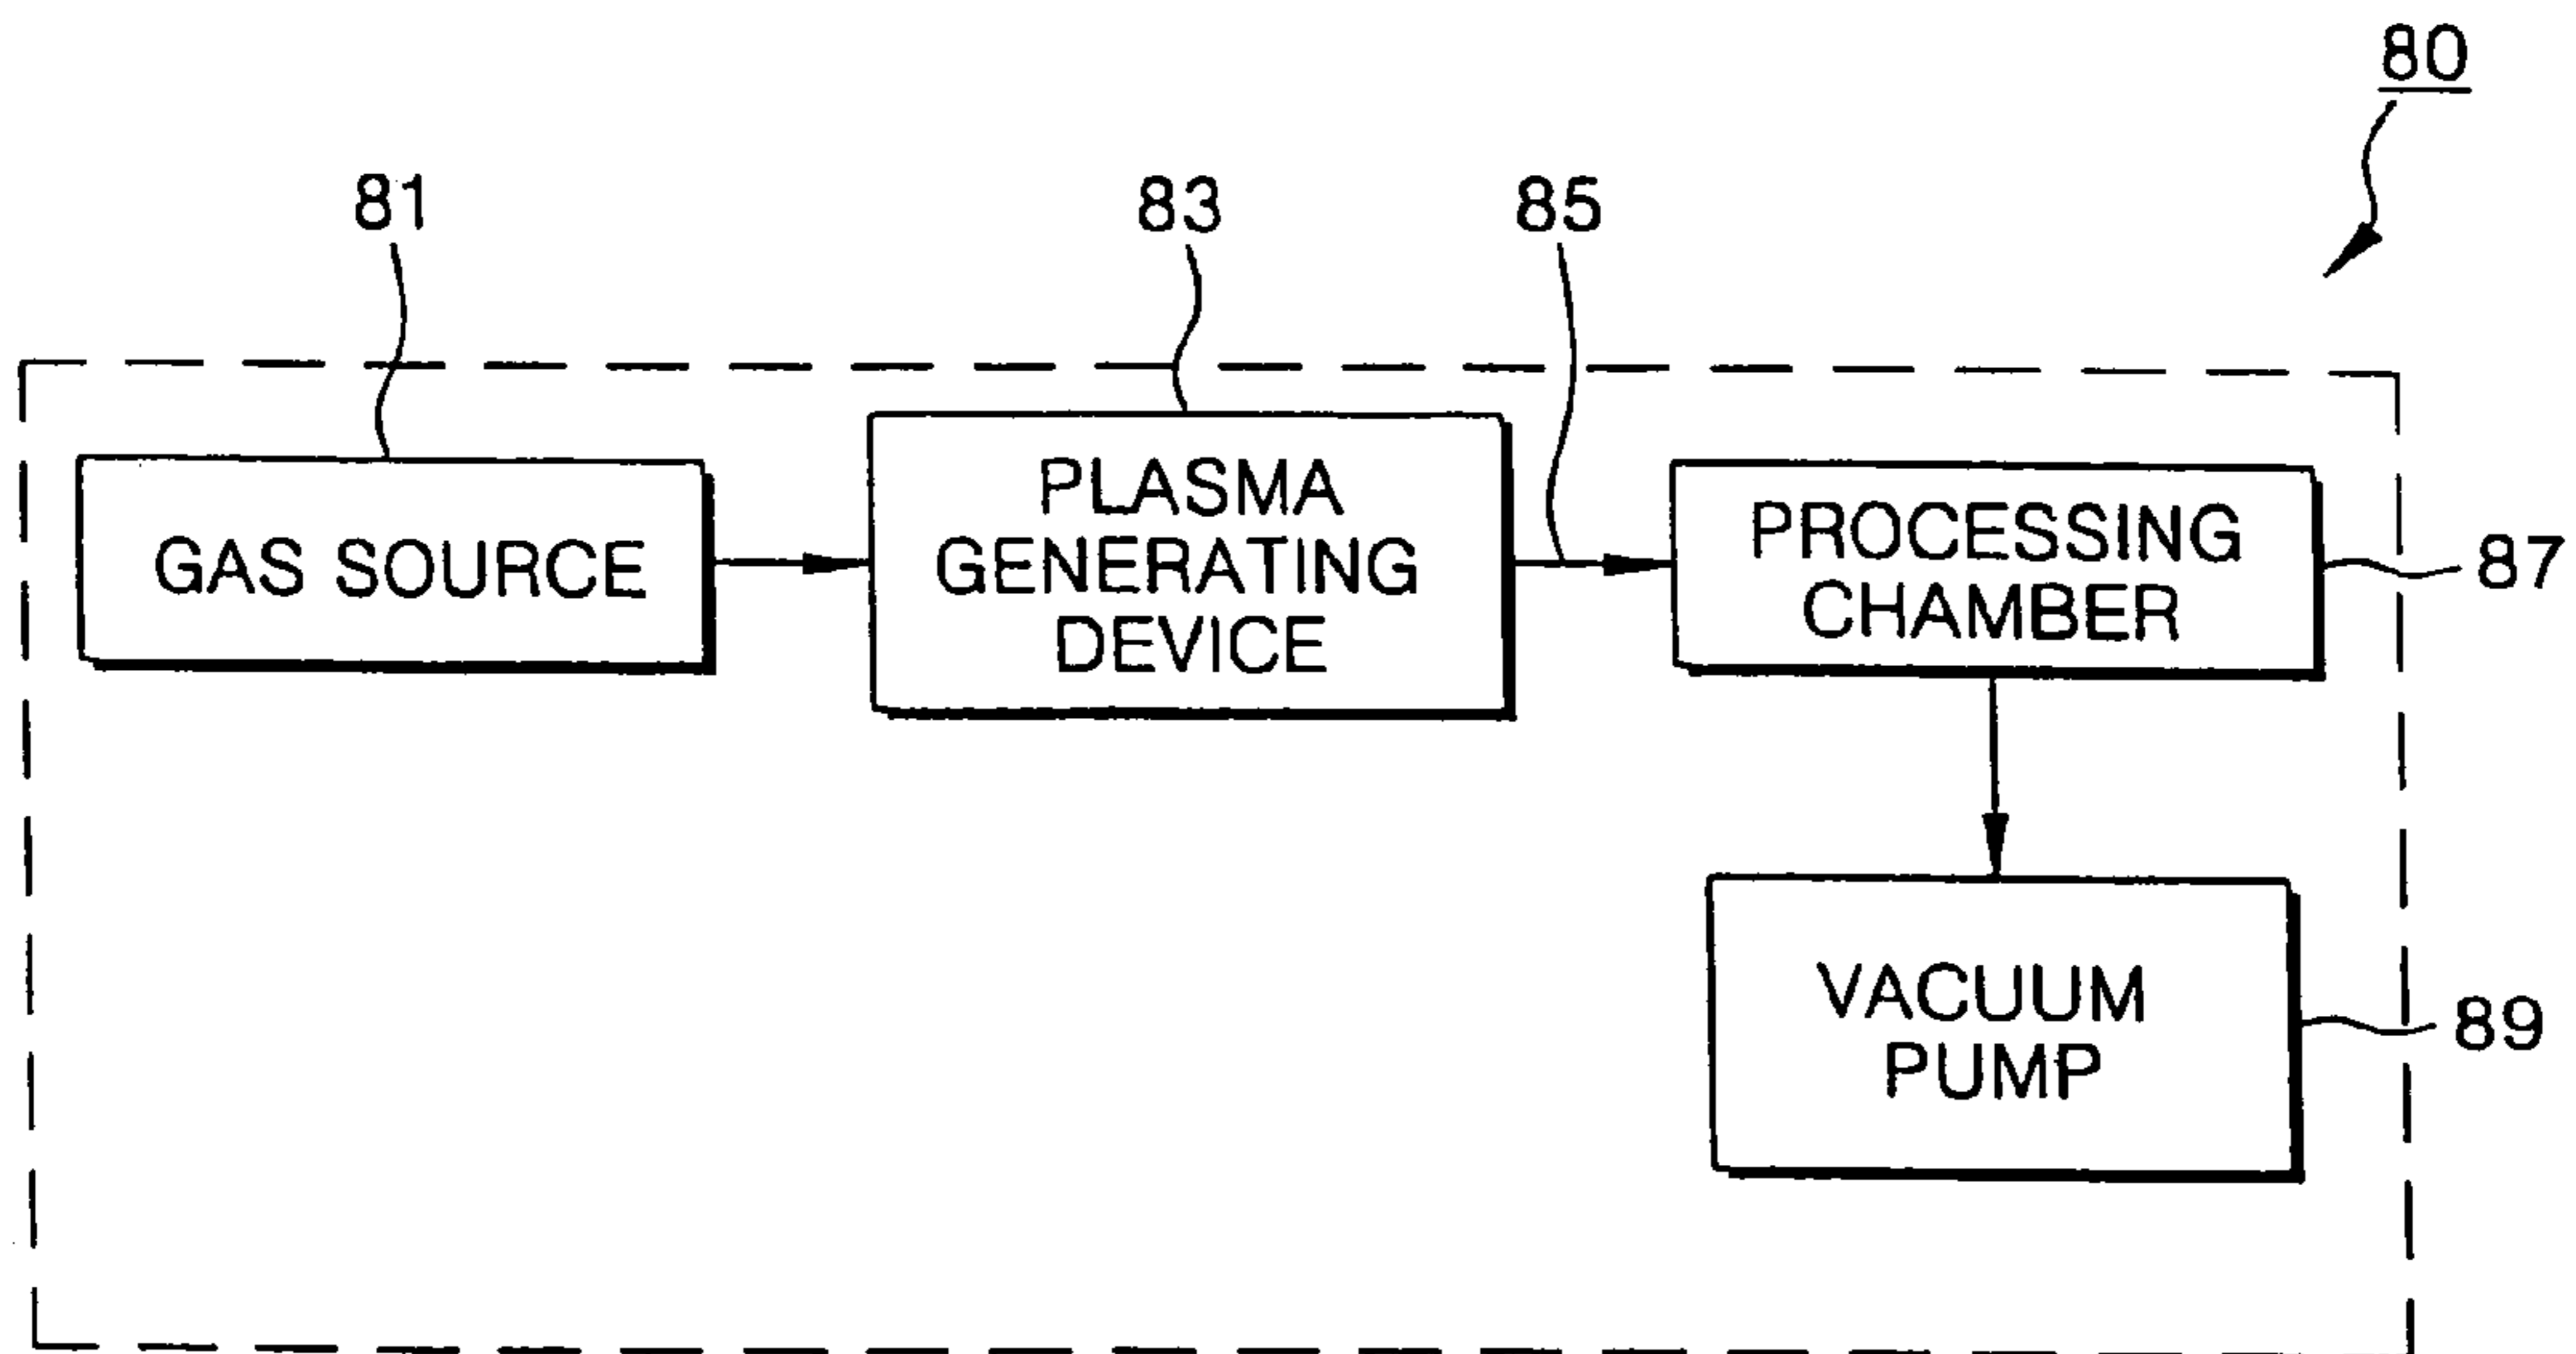 80
81
83
85
GAS SOURCE
PLASMA
GENERATING
DEVICE
PROCESSING
CHAMBER
87
VACUUM
PUMP
89